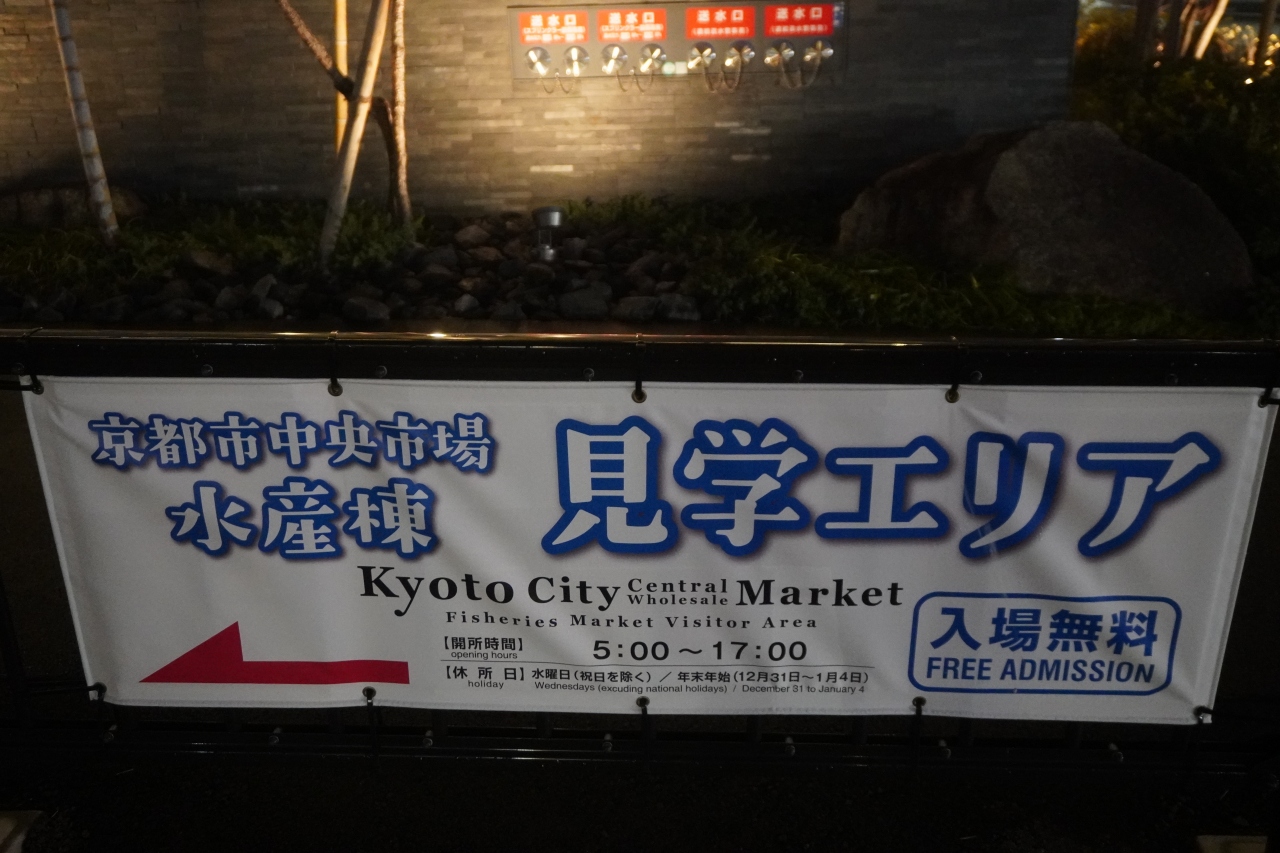 送水口
送水口
送水口
送水口
京都市中央市場
水産棟
見学エリア
Kyoto City Central Wholesale Market
Fisheries Market Visitor Area
【開所時間】 5:00～17:00
opening hours
【休所日】 水曜日(祝日を除く) / 年末年始(12月31日～1月4日)
holiday Wednesdays (excuding national holidays) / December 31 to January 4
入場無料
FREE ADMISSION